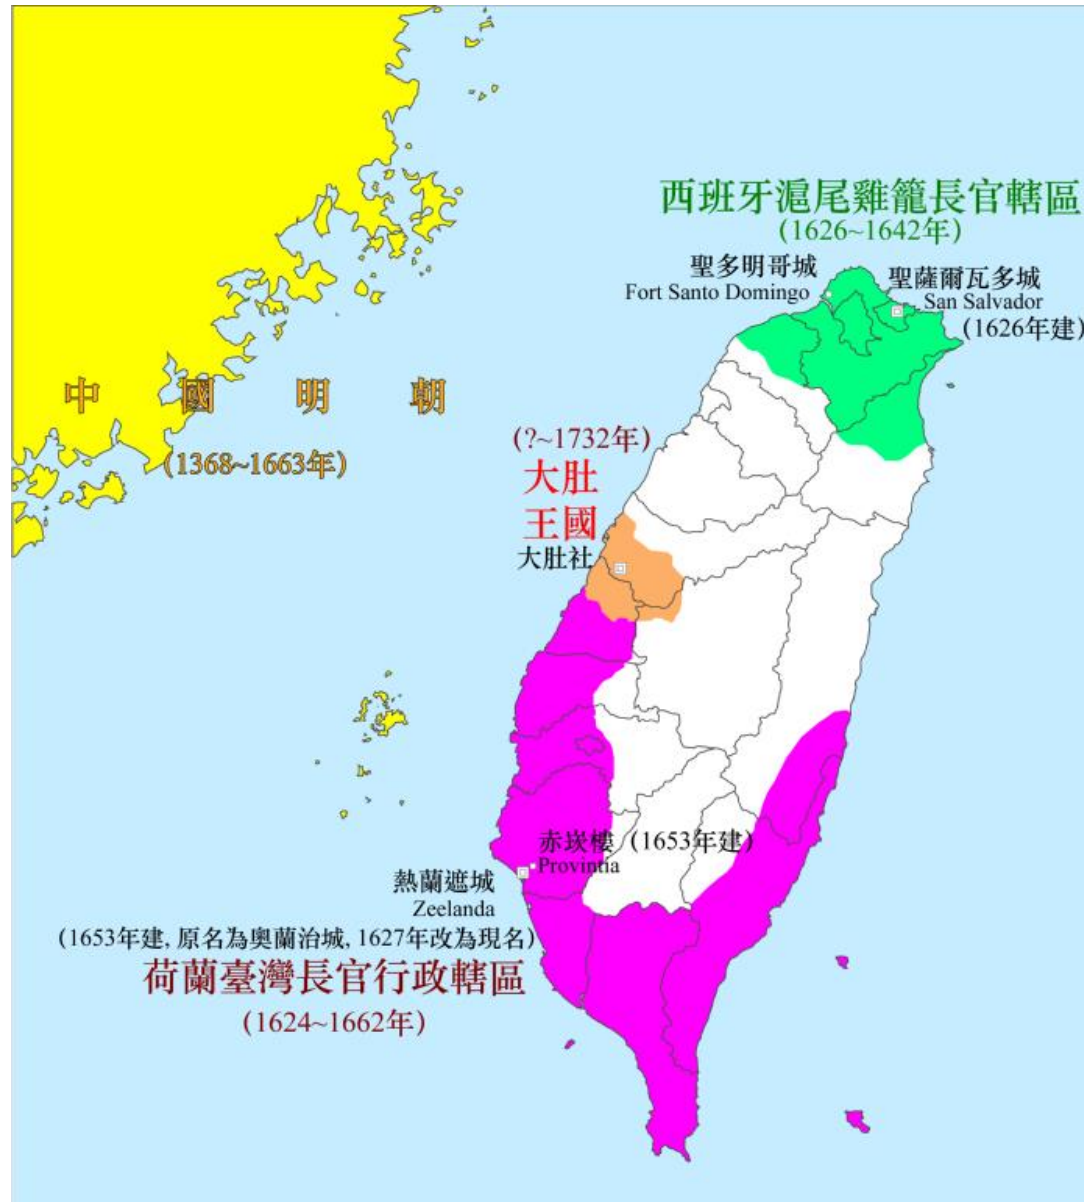 西班牙滬尾雞籠長官轄區
(1626~1642年)
聖多明哥城
Fort Santo Domingo
聖薩爾瓦多城
San Salvador
(1626年建)
中國明朝
(1368~1663年)
(?~1732年)
大肚
王國
大肚社
赤崁樓 (1653年建)
Provintia
熱蘭遮城
Zeelanda
(1653年建, 原名為奧蘭治城, 1627年改為現名)
荷蘭臺灣長官行政轄區
(1624~1662年)